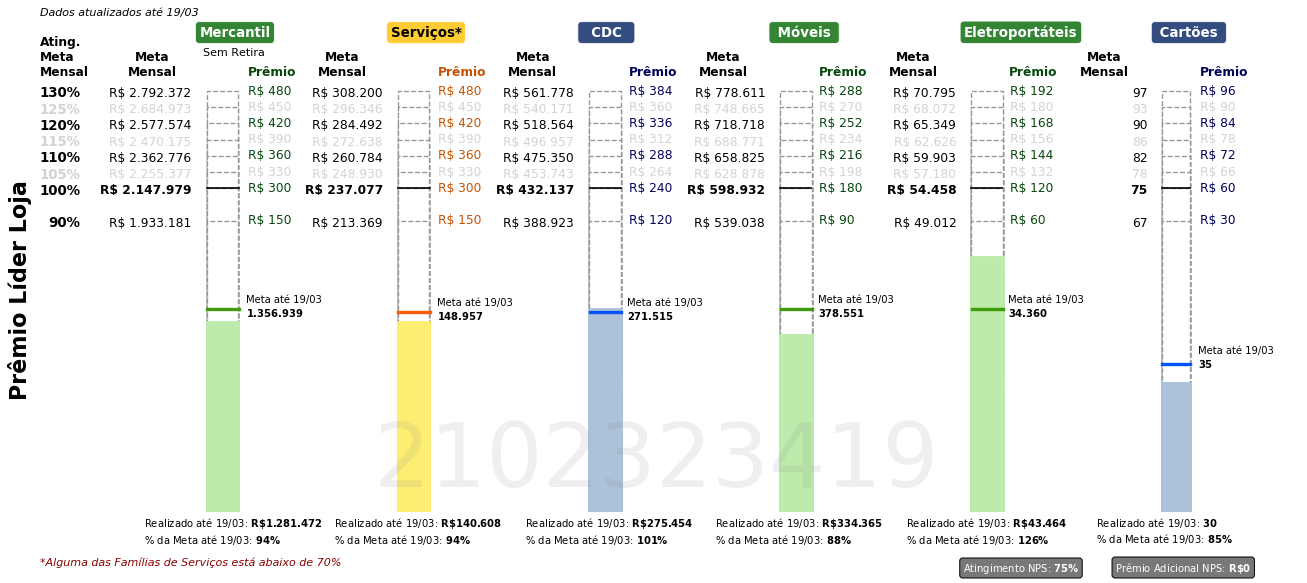 Dados atualizados até 19/03
Mercantil Serviços* CDC Móveis Eletroportáteis Cartões
Sem Retira
Ating. Meta Mensal Meta Mensal Prêmio Meta Mensal Prêmio Meta Mensal Prêmio Meta Mensal Prêmio Meta Mensal Prêmio Meta Mensal Prêmio
130% R$ 2.792.372 R$ 480 R$ 308.200 R$ 480 R$ 561.778 R$ 384 R$ 778.611 R$ 288 R$ 70.795 R$ 192 97 R$ 96
125% R$ 2.684.973 R$ 450 R$ 296.346 R$ 450 R$ 540.171 R$ 360 R$ 748.665 R$ 270 R$ 68.072 R$ 180 93 R$ 90
120% R$ 2.577.574 R$ 420 R$ 284.492 R$ 420 R$ 518.564 R$ 336 R$ 718.718 R$ 252 R$ 65.349 R$ 168 90 R$ 84
115% R$ 2.470.175 R$ 390 R$ 272.638 R$ 390 R$ 496.957 R$ 312 R$ 688.771 R$ 234 R$ 62.626 R$ 156 86 R$ 78
110% R$ 2.362.776 R$ 360 R$ 260.784 R$ 360 R$ 475.350 R$ 288 R$ 658.825 R$ 216 R$ 59.903 R$ 144 82 R$ 72
105% R$ 2.255.377 R$ 330 R$ 248.930 R$ 330 R$ 453.743 R$ 264 R$ 628.878 R$ 198 R$ 57.180 R$ 132 78 R$ 66
100% R$ 2.147.979 R$ 300 R$ 237.077 R$ 300 R$ 432.137 R$ 240 R$ 598.932 R$ 180 R$ 54.458 R$ 120 75 R$ 60
90% R$ 1.933.181 R$ 150 R$ 213.369 R$ 150 R$ 388.923 R$ 120 R$ 539.038 R$ 90 R$ 49.012 R$ 60 67 R$ 30
Prêmio Líder Loja
Meta até 19/03
1.356.939
Meta até 19/03
148.957
Meta até 19/03
271.515
Meta até 19/03
378.551
Meta até 19/03
34.360
Meta até 19/03
35
2102323419
Realizado até 19/03: R$1.281.472
% da Meta até 19/03: 94%
Realizado até 19/03: R$140.608
% da Meta até 19/03: 94%
Realizado até 19/03: R$275.454
% da Meta até 19/03: 101%
Realizado até 19/03: R$334.365
% da Meta até 19/03: 88%
Realizado até 19/03: R$43.464
% da Meta até 19/03: 126%
Realizado até 19/03: 30
% da Meta até 19/03: 85%
*Alguma das Famílias de Serviços está abaixo de 70%
Atingimento NPS: 75%
Prêmio Adicional NPS: R$0